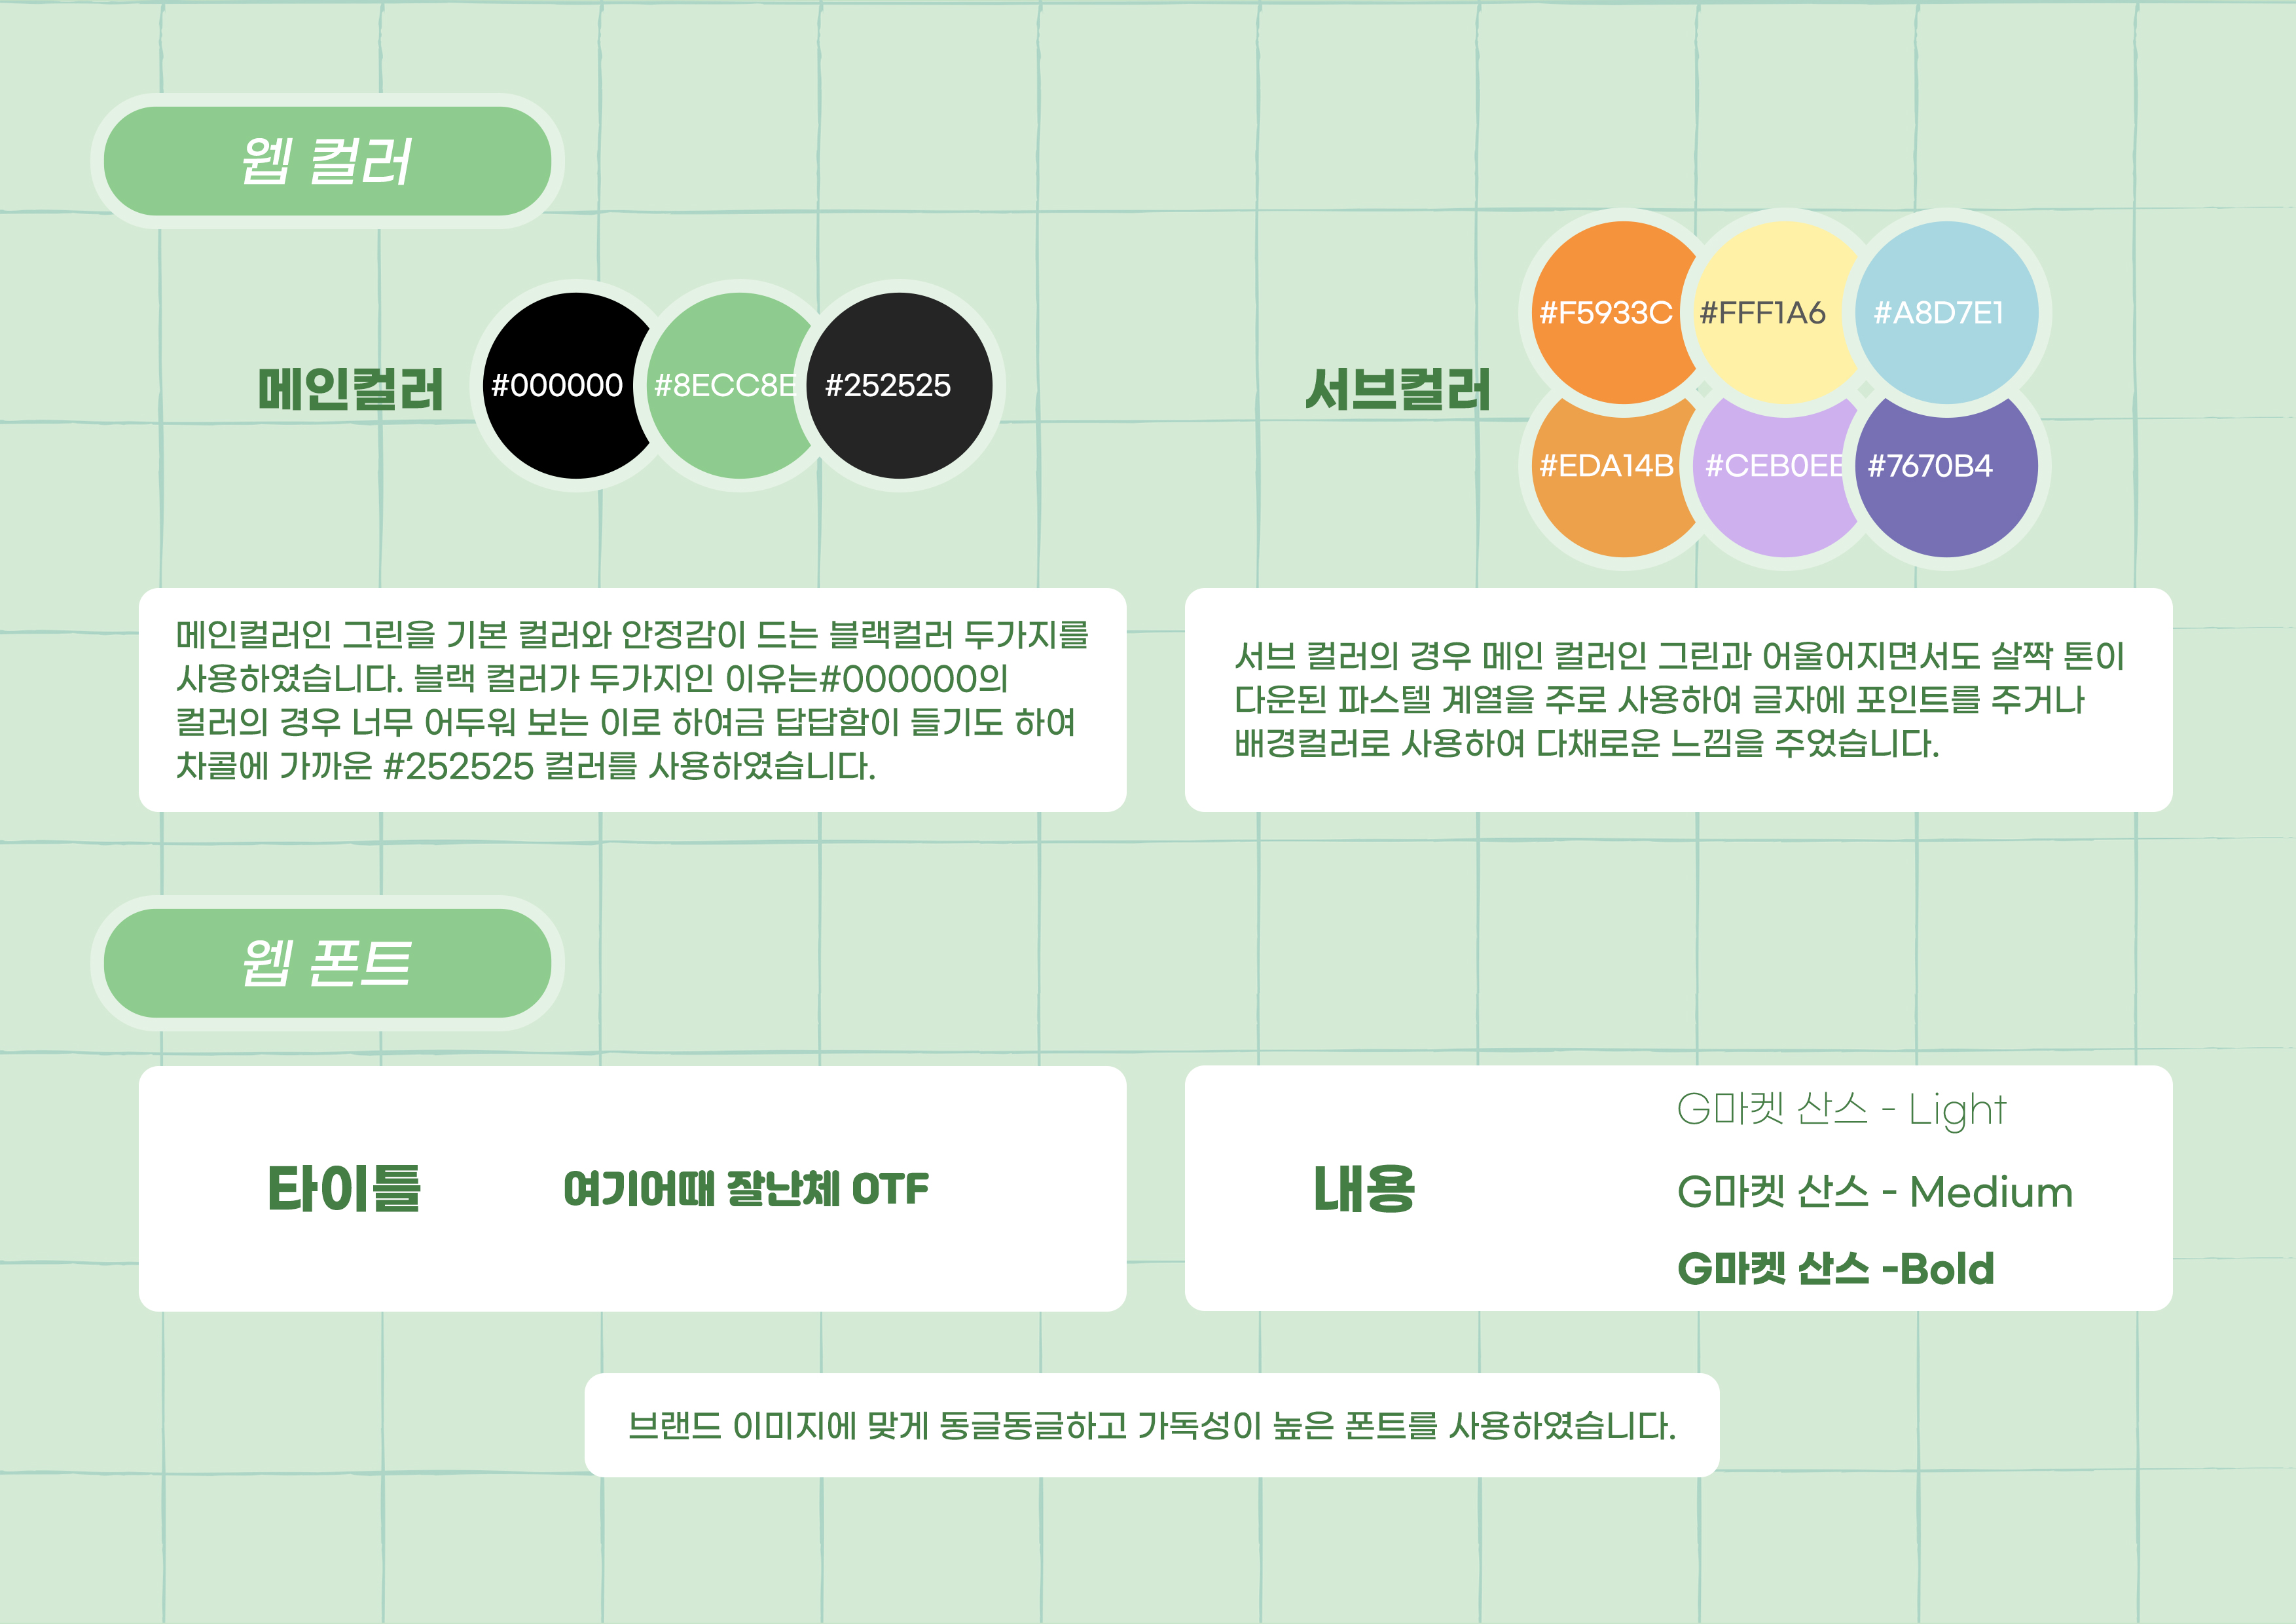 웹 컬러
메인컬러
#000000
#8ECC8E
#252525
서브컬러
#F5933C
#FFF1A6
#A8D7E1
#EDA14B
#CEB0EE
#7670B4
메인컬러인 그린을 기본 컬러와 안정감이 드는 블랙컬러 두가지를
사용하였습니다. 블랙 컬러가 두가지인 이유는#000000의
컬러의 경우 너무 어두워 보는 이로 하여금 답답함이 들기도 하여
차콜에 가까운 #252525 컬러를 사용하였습니다.
서브 컬러의 경우 메인 컬러인 그린과 어울어지면서도 살짝 톤이
다운된 파스텔 계열을 주로 사용하여 글자에 포인트를 주거나
배경컬러로 사용하여 다채로운 느낌을 주었습니다.
웹 폰트
타이틀
여기어때 잘난체 OTF
내용
G마켓 산스 - Light
G마켓 산스 - Medium
G마켓 산스 -Bold
브랜드 이미지에 맞게 동글동글하고 가독성이 높은 폰트를 사용하였습니다.